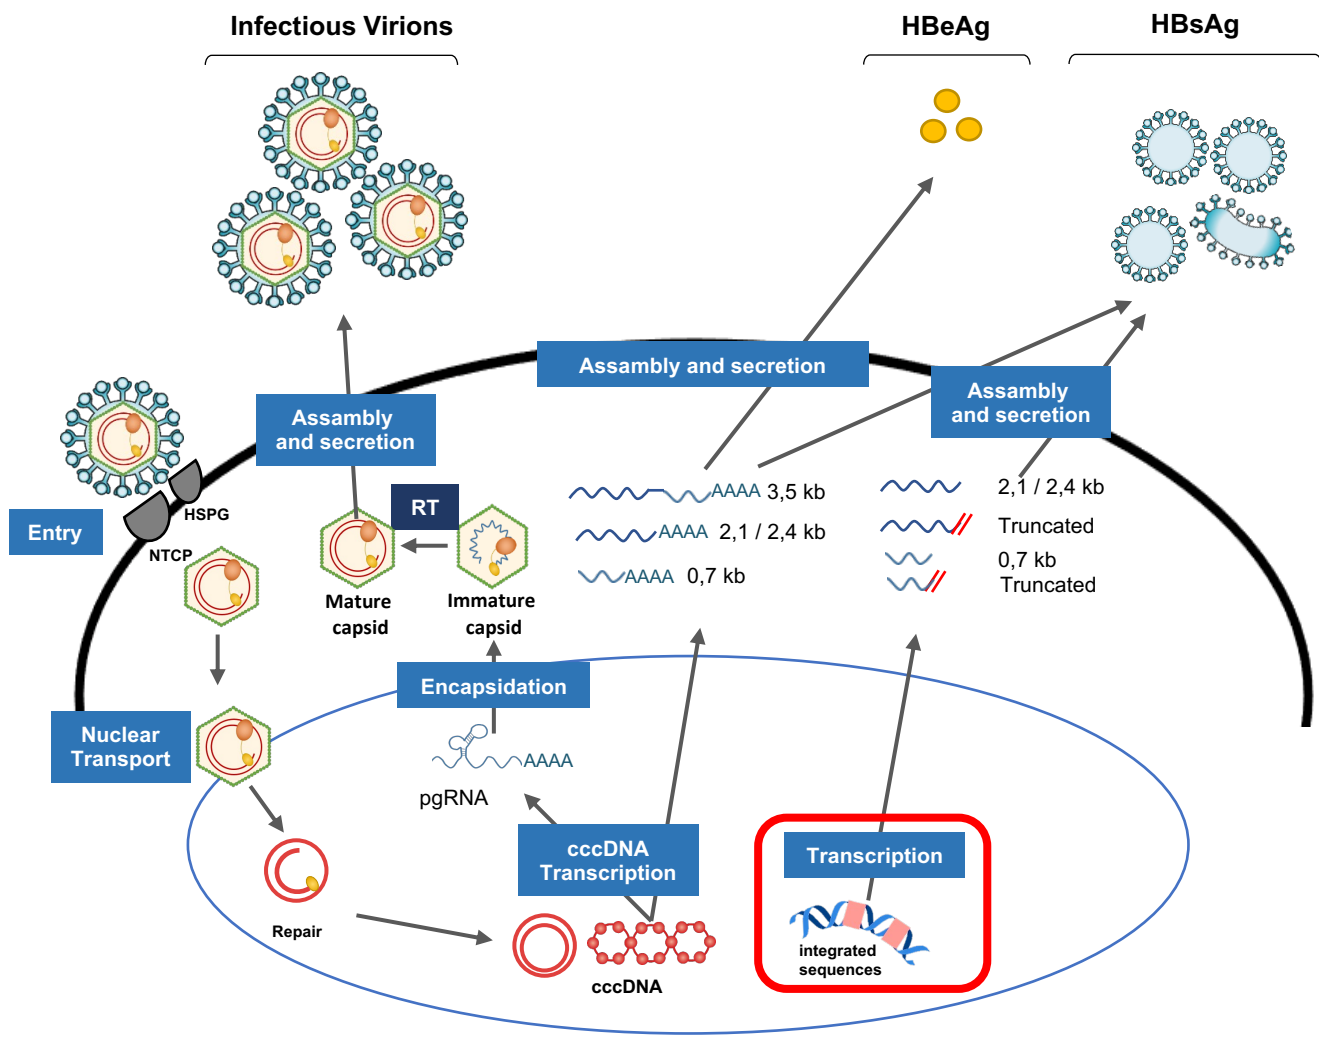 Infectious Virions
HBeAg
HBsAg
Assembly and secretion
Assembly
and secretion
Assambly
and secretion
Entry
HSPG
NTCP
RT
Mature
capsid
Immature
capsid
AAAA 3,5 kb
AAAA 2,1 / 2,4 kb
AAAA 0,7 kb
2,1 / 2,4 kb
Truncated
0,7 kb
Truncated
Encapsidation
Nuclear
Transport
AAAA
pgRNA
cccDNA
Transcription
Transcription
Repair
cccDNA
integrated
sequences